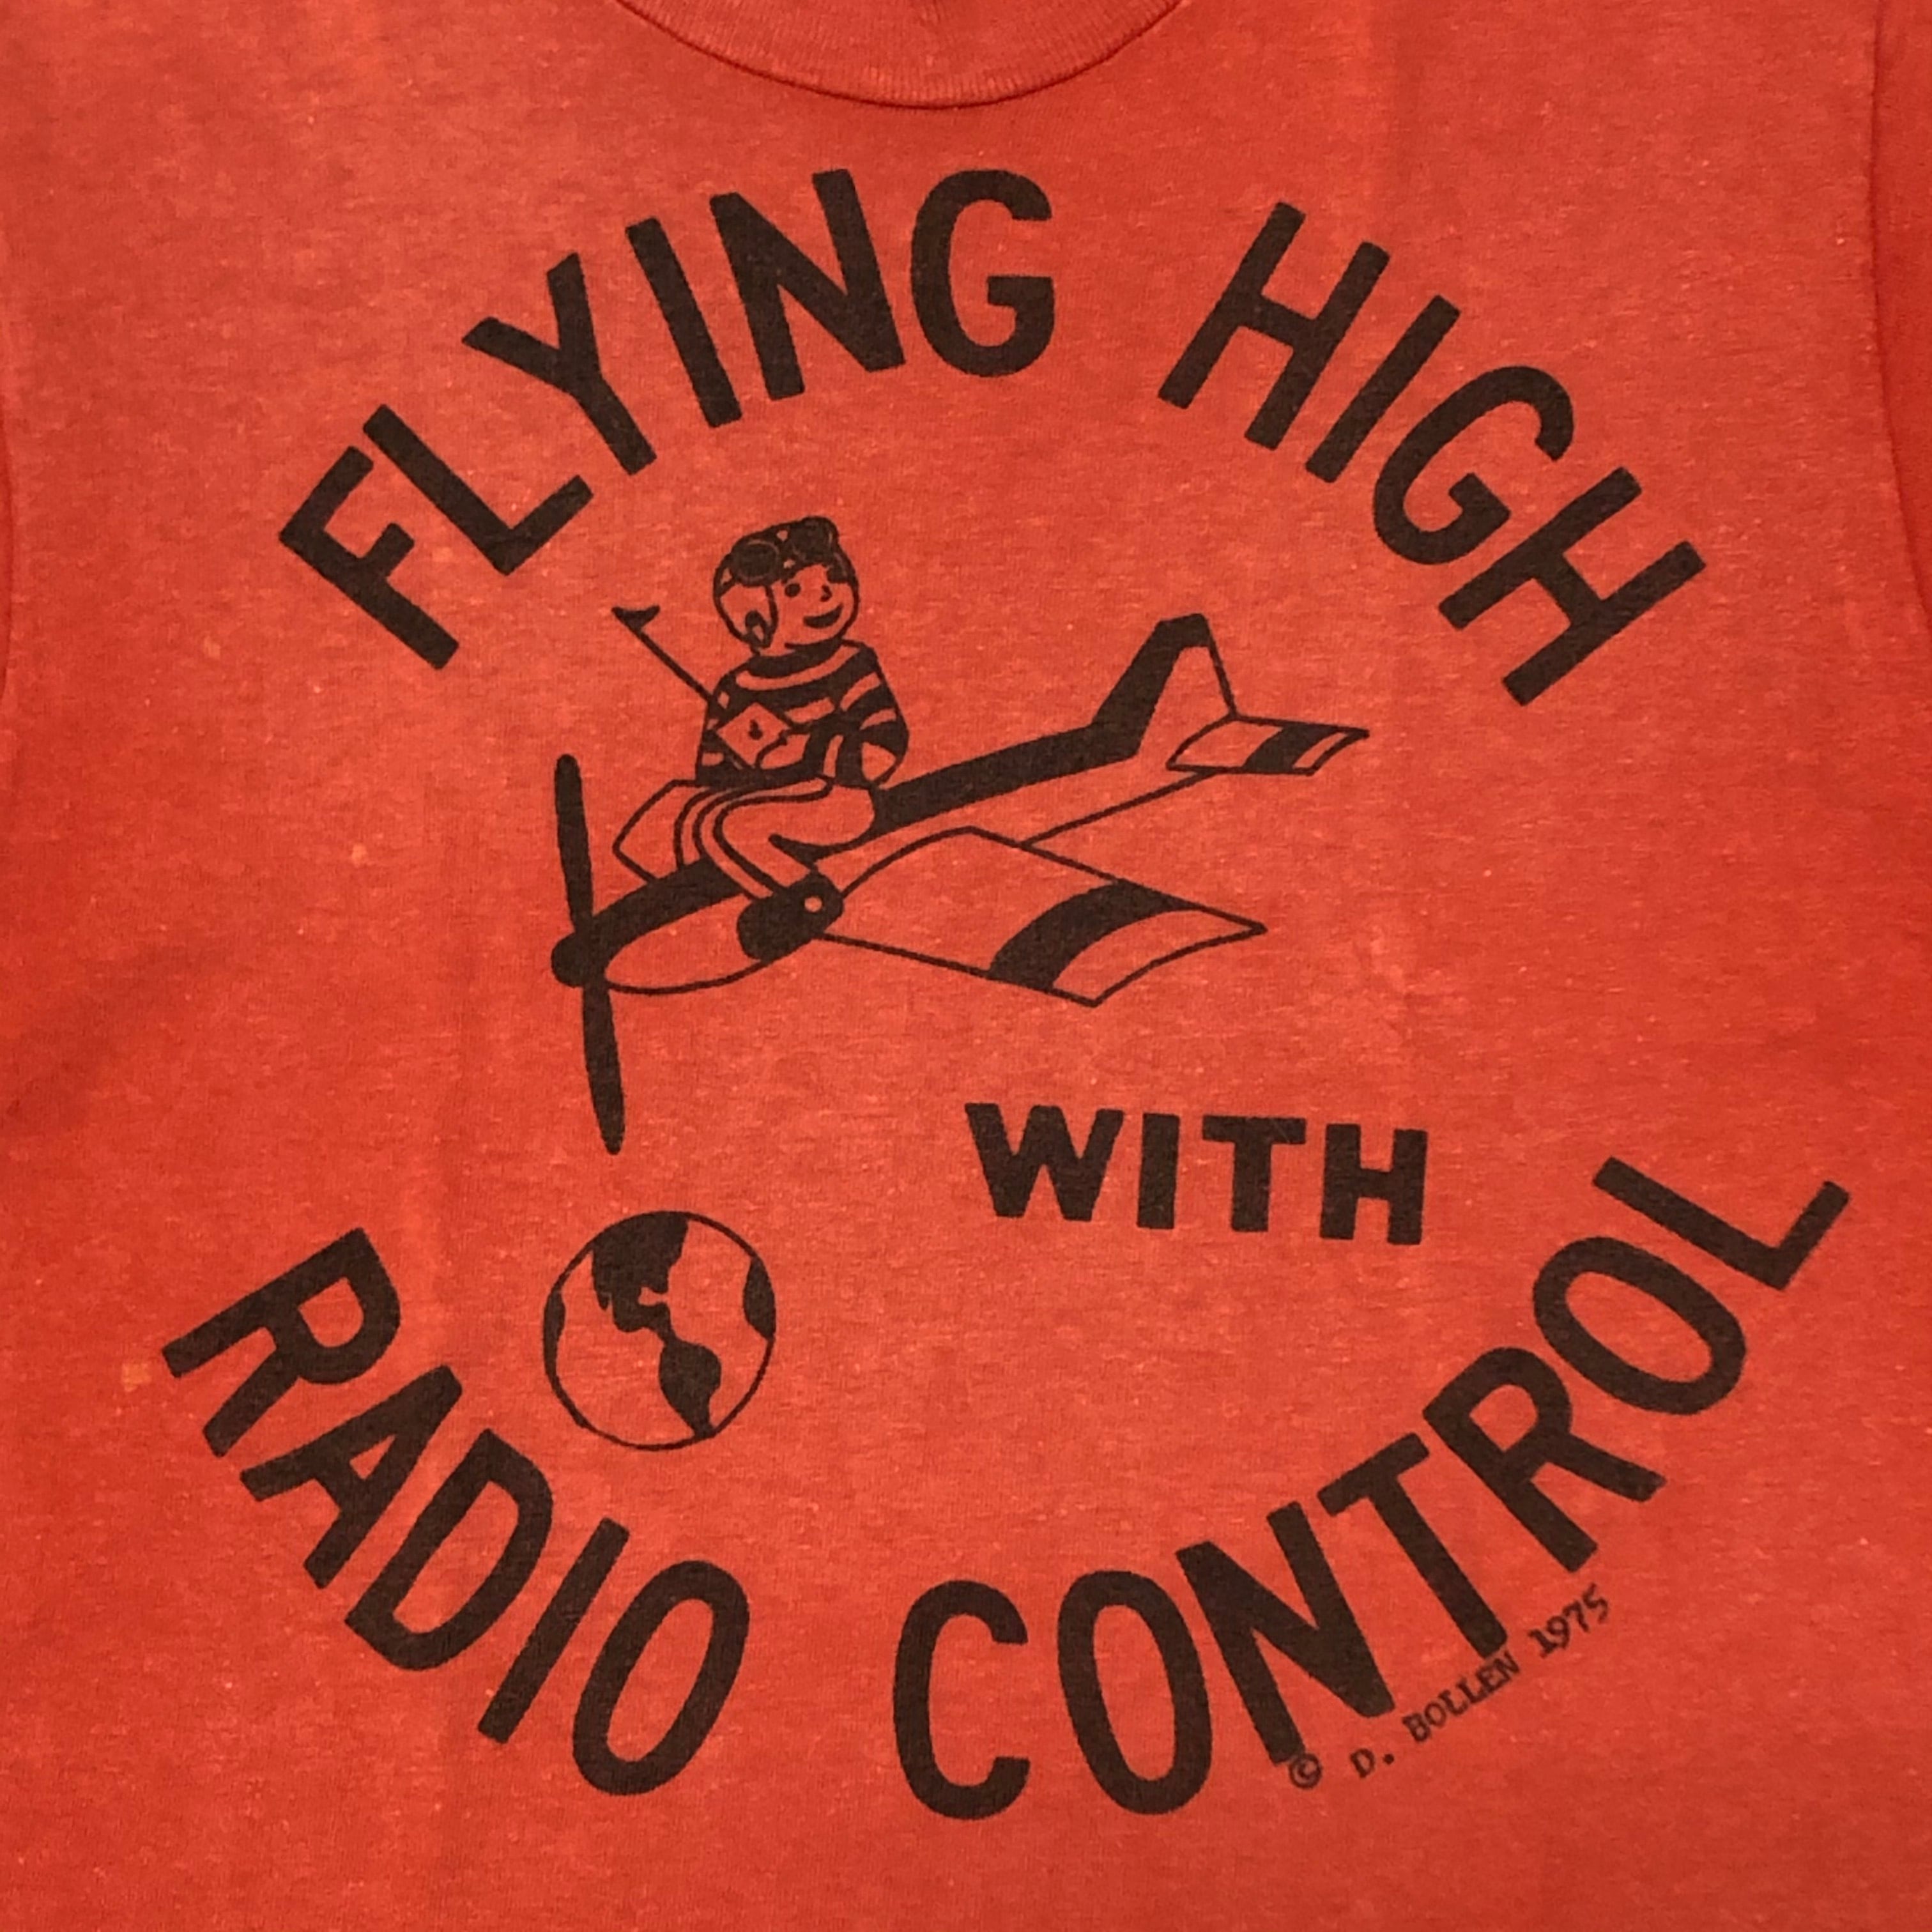 FLYING HIGH
WITH
RADIO CONTROL
© D. BOLLEN 1975